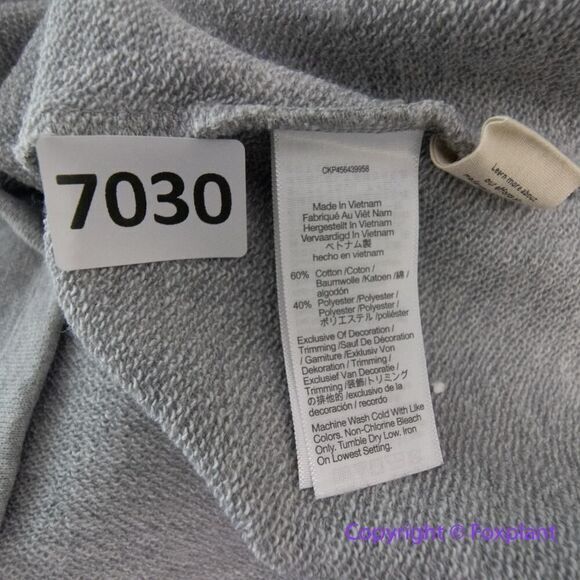 7030
CKP456439958
Made In Vietnam
Fabriqué Au Viêt Nam
Hergestellt In Vietnam
Vervaardigd In Vietnam
ベトナム製
hecho en vietnam
60% Cotton /Coton /
Baumwolle /Katoen /綿 /
algodón
40% Polyester /Polyester /
Polyester /Polyester /
ポリエステル /poliéster
Exclusive Of Decoration /
Trimming /Sauf De Décoration
/ Garniture /Exklusiv Von
Dekoration / Trimming /
Exclusief Van Decoratie /
Trimming /装飾/トリミング
の排他的 /exclusivo de la
decoración / recordo
Machine Wash Cold With Like
Colors. Non-Chlorine Bleach
Only. Tumble Dry Low. Iron
On Lowest Setting.
Learn more about
Copyright © Foxplant